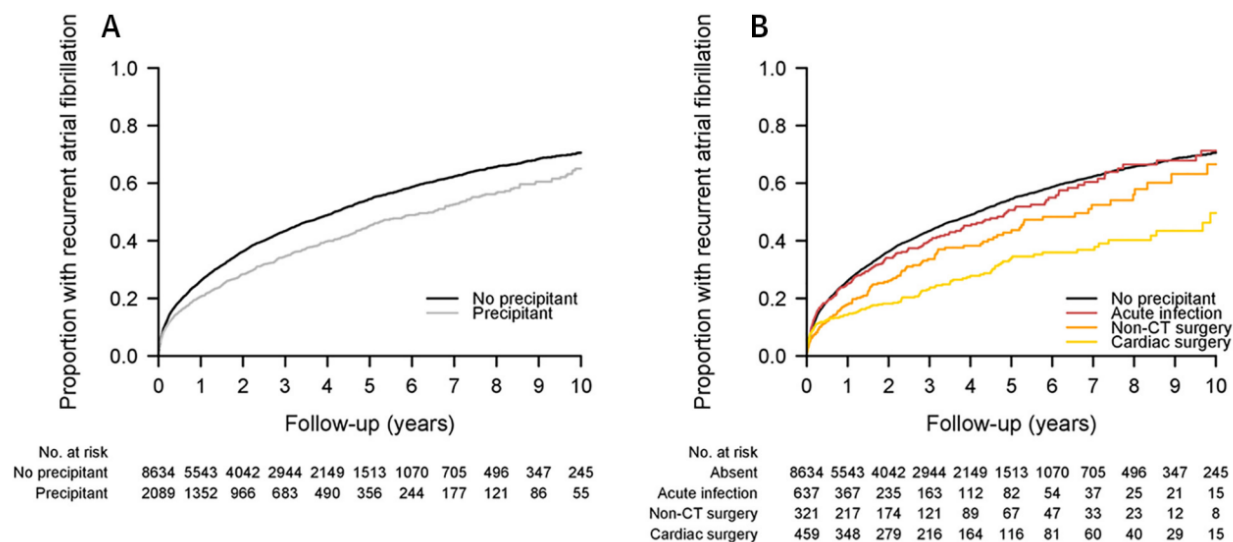 A
Proportion with recurrent atrial fibrillation
1.0
0.8
0.6
0.4
0.2
0.0
No precipitant
Precipitant
0 1 2 3 4 5 6 7 8 9 10
Follow-up (years)
No. at risk
No precipitant 8634 5543 4042 2944 2149 1513 1070 705 496 347 245
Precipitant 2089 1352 966 683 490 356 244 177 121 86 55
B
Proportion with recurrent atrial fibrillation
1.0
0.8
0.6
0.4
0.2
0.0
No precipitant
Acute infection
Non-CT surgery
Cardiac surgery
0 1 2 3 4 5 6 7 8 9 10
Follow-up (years)
No. at risk
Absent 8634 5543 4042 2944 2149 1513 1070 705 496 347 245
Acute infection 637 367 235 163 112 82 54 37 25 21 15
Non-CT surgery 321 217 174 121 89 67 47 33 23 12 8
Cardiac surgery 459 348 279 216 164 116 81 60 40 29 15